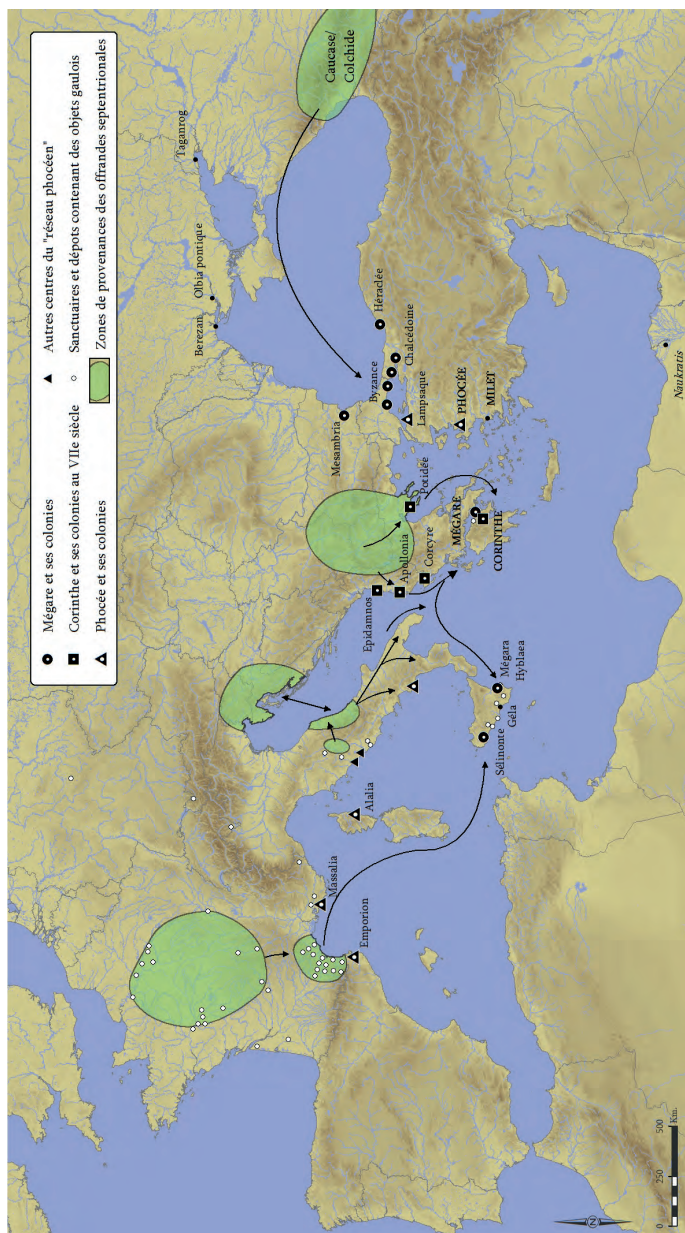 Mégare et ses colonies
Corinthe et ses colonies au VIIe siècle
Phocée et ses colonies
Autres centres du "réseau phocéen"
Sanctuaires et dépots contenant des objets gaulois
Zones de provenances des offrandes septentrionales
Caucase/
Colchide
Taganrog
Olbia pontique
Berezan
Héraclée
Chalcédoine
Byzance
Mesambria
Lampsaque
PHOCÉE
MILET
Naukratis
Potidée
MÉGARE
CORINTHE
Corcyre
Apollonia
Epidamnos
Mégara
Hyblaea
Géla
Sélinonte
Alalia
Massalia
Emporion
0
250
500
Km.
N